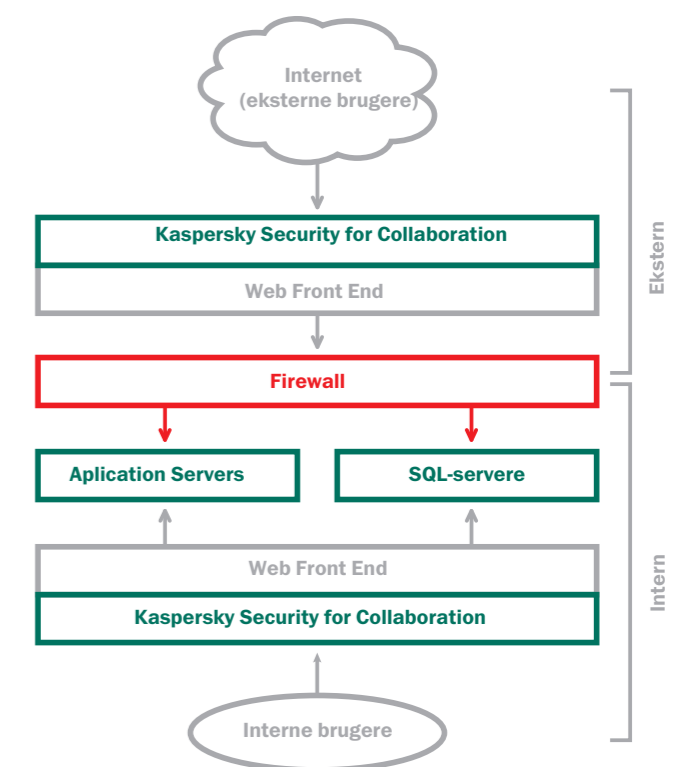 Internet
(eksterne brugere)
Kaspersky Security for Collaboration
Web Front End
Ekstern
Firewall
Aplication Servers
SQL-servere
Web Front End
Kaspersky Security for Collaboration
Intern
Interne brugere